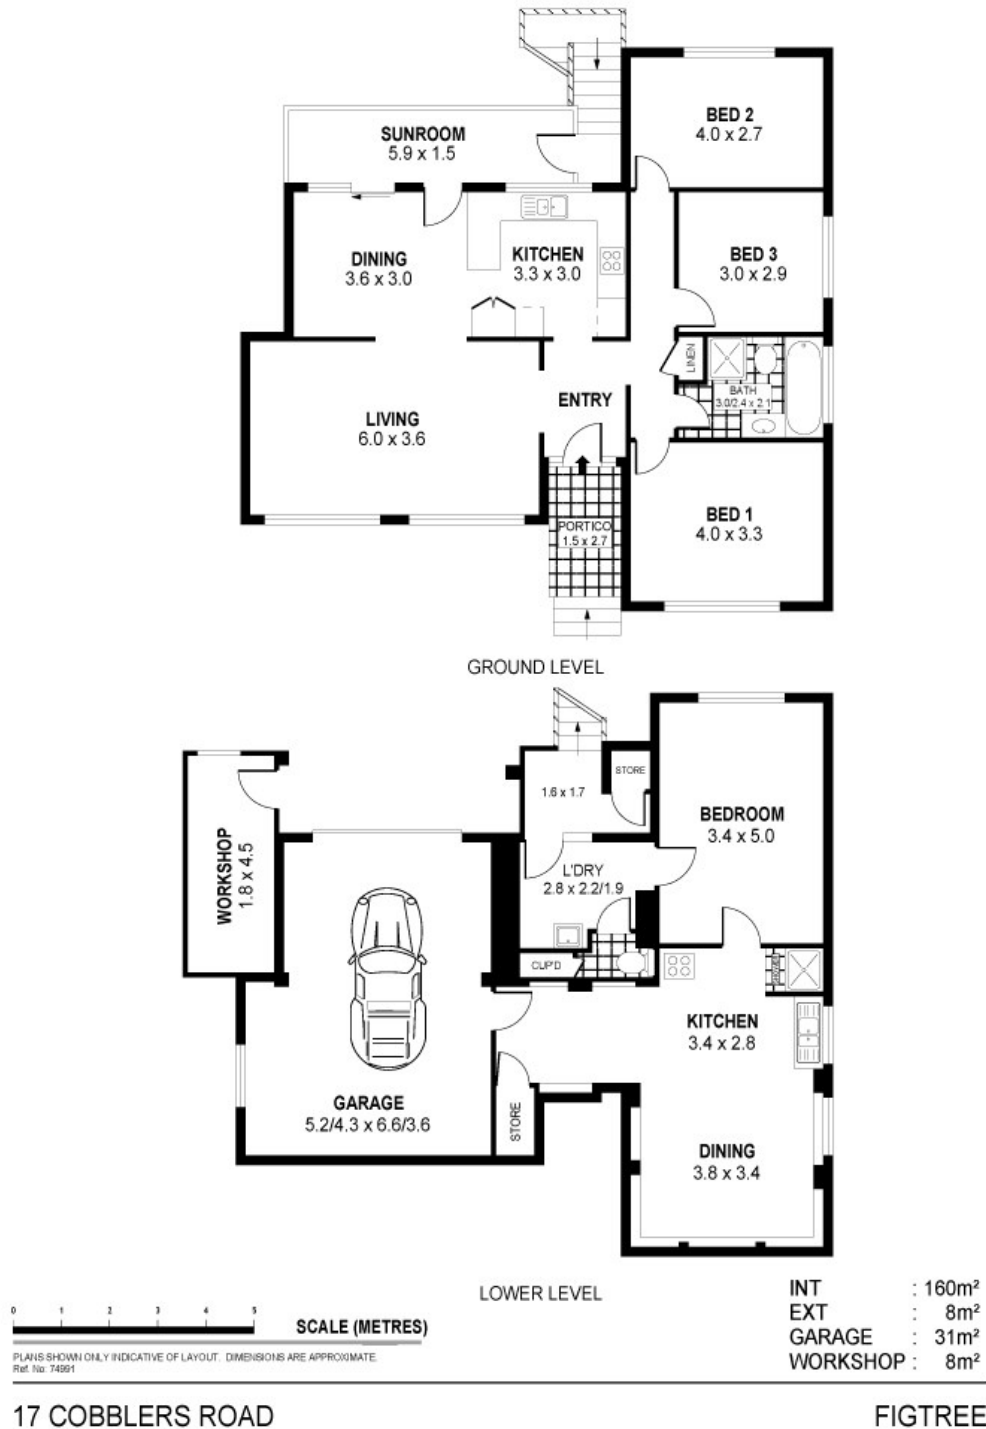 BED 2
4.0 x 2.7
SUNROOM
5.9 x 1.5
DINING
3.6 x 3.0
KITCHEN
3.3 x 3.0
BED 3
3.0 x 2.9
LINEN
BATH
3.0/2.4 x 2.1
ENTRY
LIVING
6.0 x 3.6
PORTICO
1.5 x 2.7
BED 1
4.0 x 3.3
GROUND LEVEL
STORE
1.6 x 1.7
BEDROOM
3.4 x 5.0
WORKSHOP
1.8 x 4.5
L'DRY
2.8 x 2.2/1.9
CUP'D
SHOWER
KITCHEN
3.4 x 2.8
GARAGE
5.2/4.3 x 6.6/3.6
STORE
DINING
3.8 x 3.4
LOWER LEVEL
0 1 2 3 4 5
SCALE (METRES)
PLANS SHOWN ONLY INDICATIVE OF LAYOUT. DIMENSIONS ARE APPROXIMATE.
Ref. No: 74991
INT : 160m²
EXT : 8m²
GARAGE : 31m²
WORKSHOP : 8m²
17 COBBLERS ROAD
FIGTREE